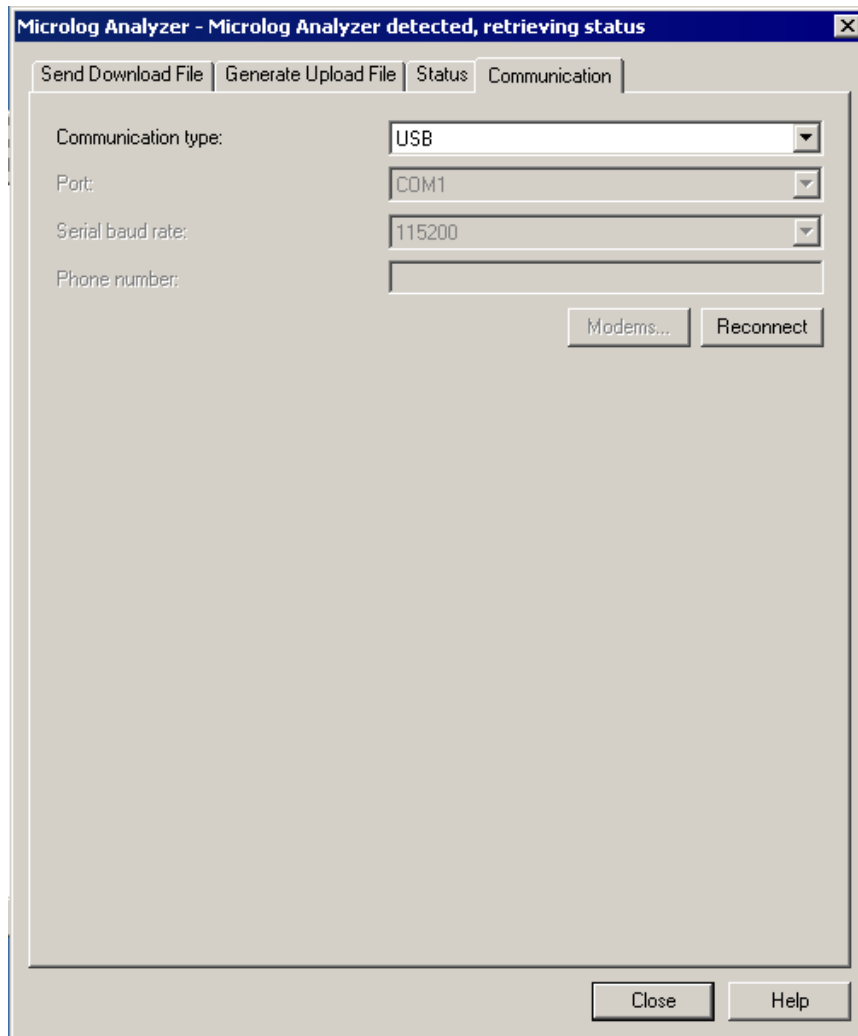 Microlog Analyzer - Microlog Analyzer detected, retrieving status
Send Download File Generate Upload File Status Communication
Communication type: USB
Port: COM1
Serial baud rate: 115200
Phone number:
Modems... Reconnect
Close Help